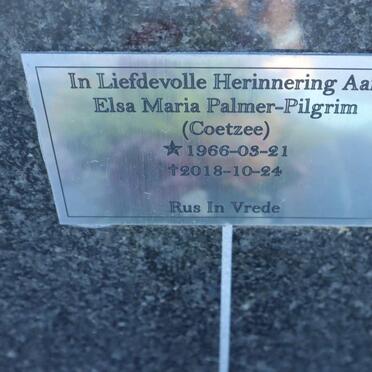 In Liefdevolle Herinnering Aan
Elsa Maria Palmer-Pilgrim
(Coetzee)
★ 1966-03-21
†2018-10-24
Rus In Vrede